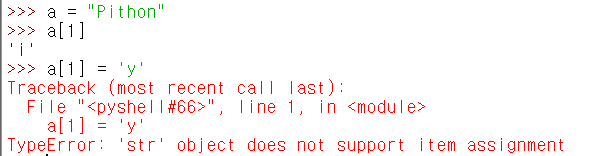 >>> a = "Pithon"
>>> a[1]
'i'
>>> a[1] = 'y'
Traceback (most recent call last):
  File "<pyshell#66>", line 1, in <module>
    a[1] = 'y'
TypeError: 'str' object does not support item assignment